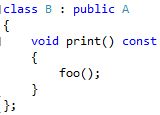 class B : public A
{
    void print() const
    {
        foo();
    }
};